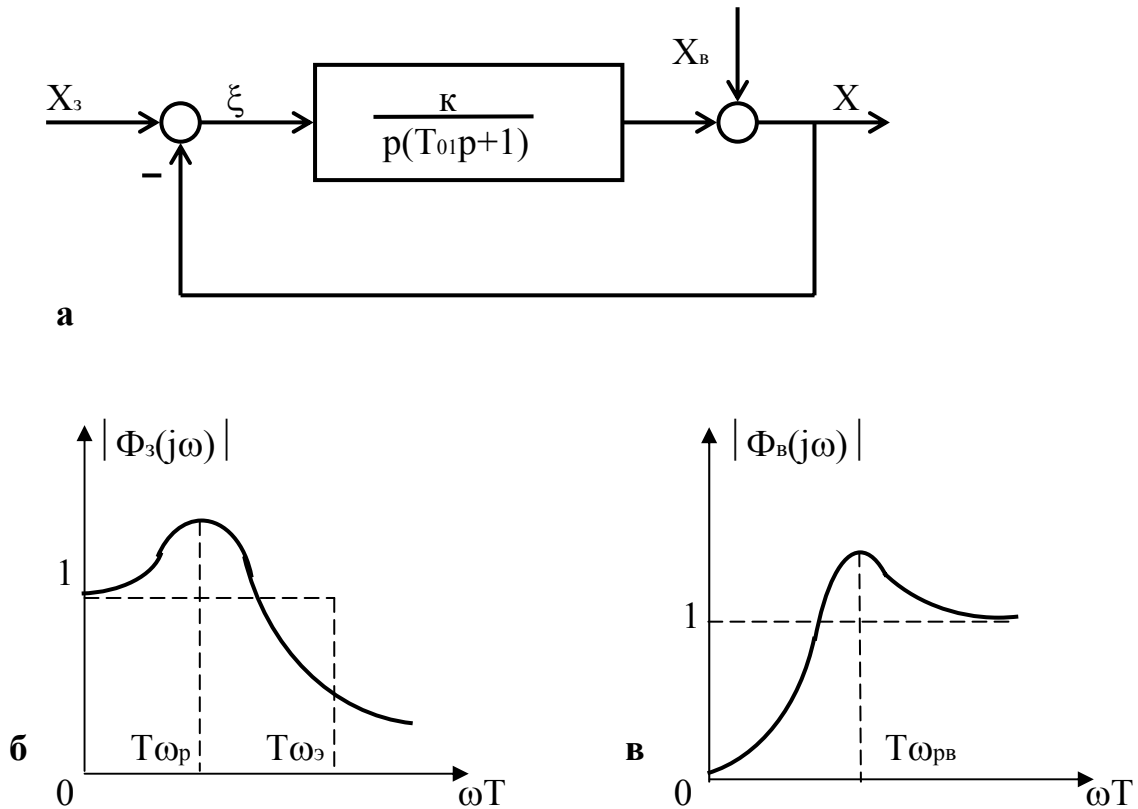 Xв
Xз ξ к X
p(T01p+1)
−
а
|Φз(jω)| |Φв(jω)|
1 1
б Tωр Tωэ в Tωрв
0 ωT 0 ωT